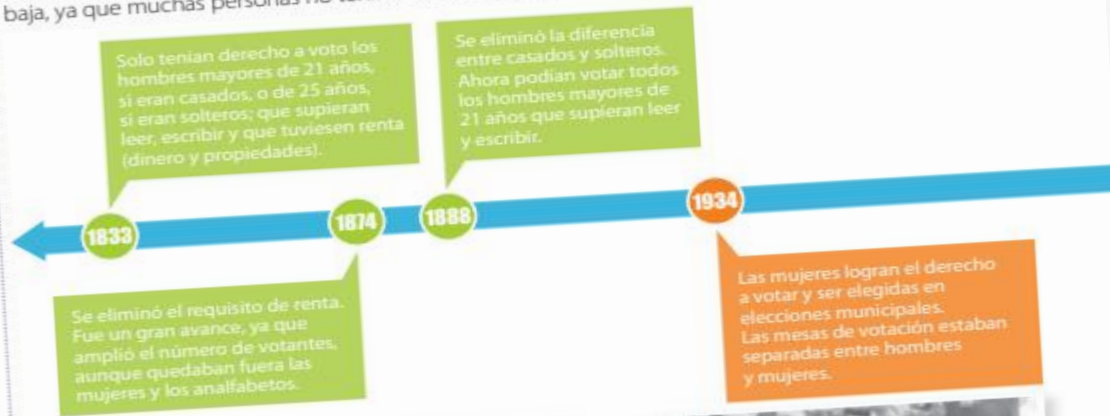 baja, ya que muchas personas no
Solo tenían derecho a voto los
hombres mayores de 21 años,
si eran casados, o de 25 años,
si eran solteros; que supieran
leer, escribir y que tuviesen renta
(dinero y propiedades).
Se eliminó la diferencia
entre casados y solteros.
Ahora podían votar todos
los hombres mayores de
21 años que supieran leer
y escribir.
1833
1874
1888
1934
Se eliminó el requisito de renta.
Fue un gran avance, ya que
amplió el número de votantes,
aunque quedaban fuera las
mujeres y los analfabetos.
Las mujeres logran el derecho
a votar y ser elegidas en
elecciones municipales.
Las mesas de votación estaban
separadas entre hombres
y mujeres.